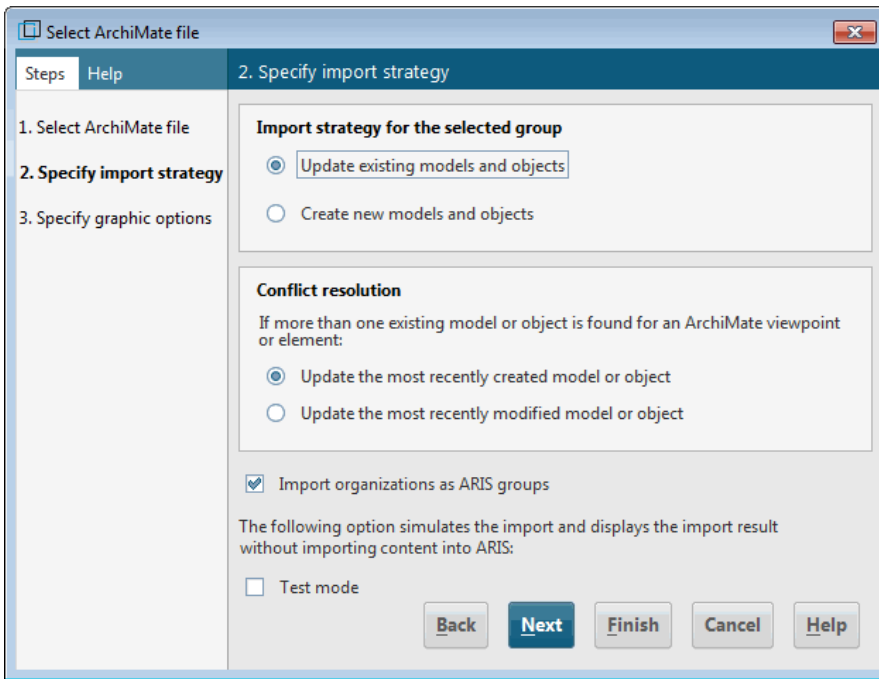 Select ArchiMate file
Steps Help
2. Specify import strategy
1. Select ArchiMate file
2. Specify import strategy
3. Specify graphic options
Import strategy for the selected group
Update existing models and objects
Create new models and objects
Conflict resolution
If more than one existing model or object is found for an ArchiMate viewpoint
or element:
Update the most recently created model or object
Update the most recently modified model or object
Import organizations as ARIS groups
The following option simulates the import and displays the import result
without importing content into ARIS:
Test mode
Back Next Finish Cancel Help